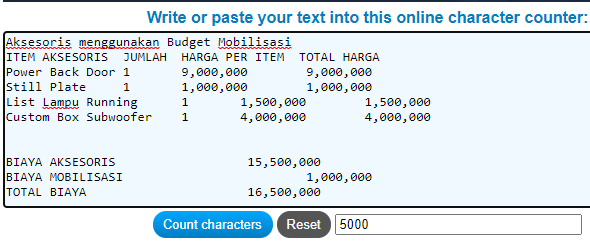 Write or paste your text into this online character counter:
Aksesoris menggunakan Budget Mobilisasi
ITEM AKSESORIS JUMLAH HARGA PER ITEM TOTAL HARGA
Power Back Door 1 9,000,000 9,000,000
Still Plate 1 1,000,000 1,000,000
List Lampu Running 1 1,500,000 1,500,000
Custom Box Subwoofer 1 4,000,000 4,000,000
BIAYA AKSESORIS 15,500,000
BIAYA MOBILISASI 1,000,000
TOTAL BIAYA 16,500,000
Count characters Reset 5000